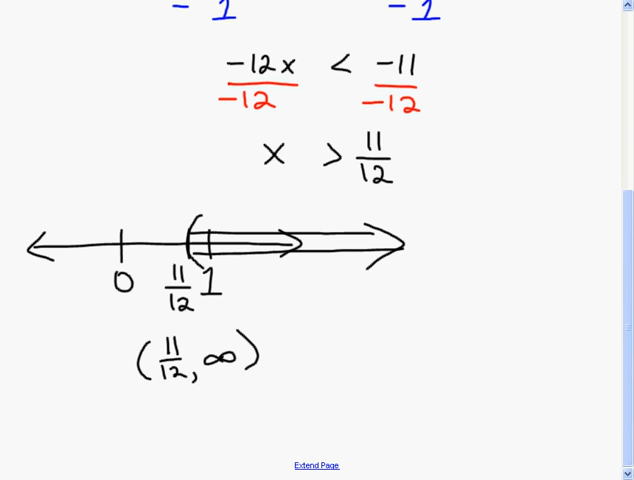 - 1 - 1
-12x < -11
-12 -12
x > 11/12
0 11/12 1
(11/12, ∞)
Extend Page